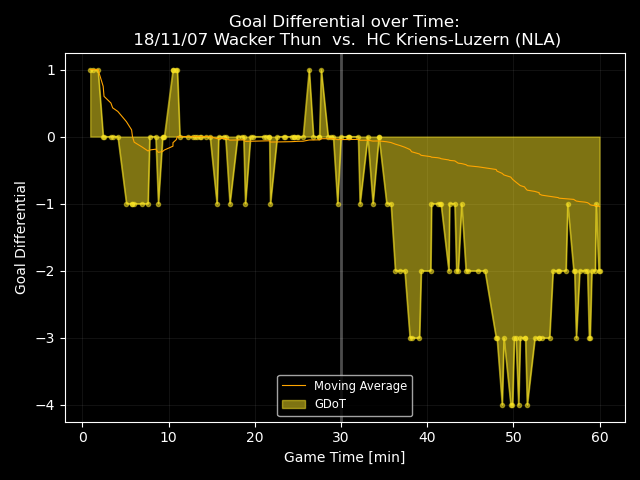 Goal Differential over Time:
18/11/07 Wacker Thun  vs.  HC Kriens-Luzern (NLA)
Goal Differential
1
0
−1
−2
−3
−4
Moving Average
GDoT
0 10 20 30 40 50 60
Game Time [min]